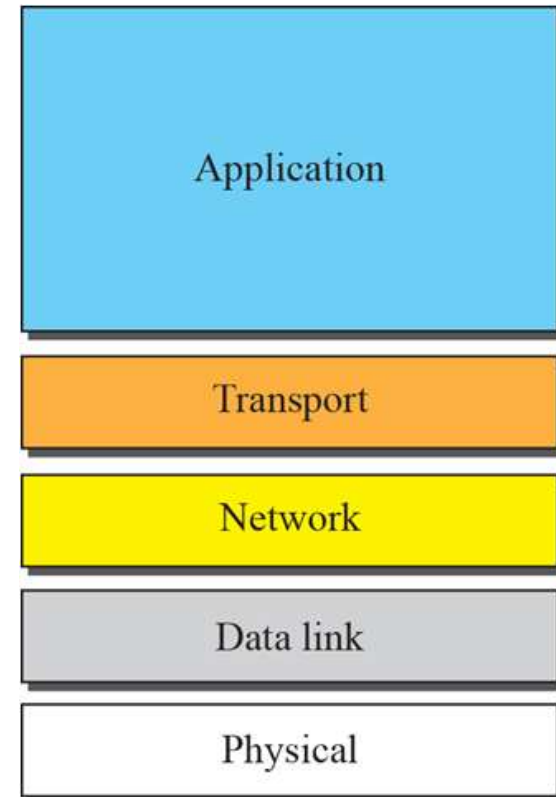 Application
Transport
Network
Data link
Physical